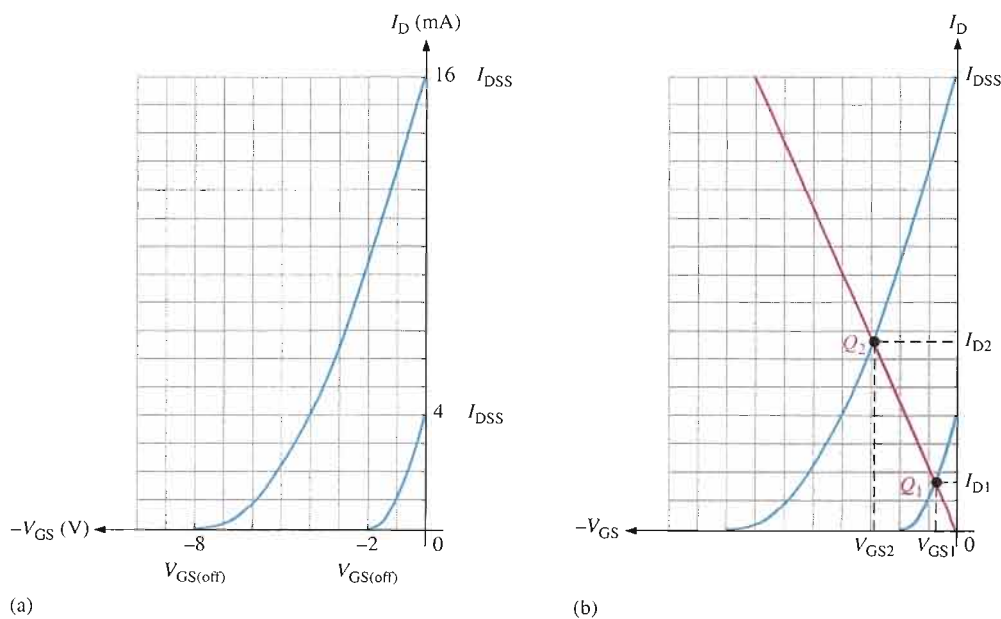 I_D (mA)
16 I_DSS
4 I_DSS
-V_GS (V)
-8
-2
0
V_GS(off)
V_GS(off)
(a)
I_D
I_DSS
Q_2
I_D2
Q_1
I_D1
-V_GS
V_GS2
V_GS1
0
(b)